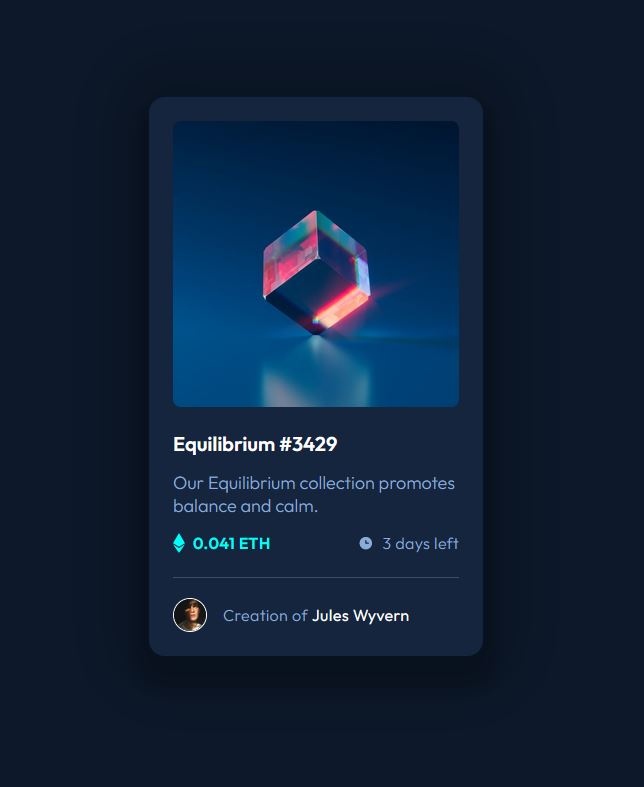 Equilibrium #3429
Our Equilibrium collection promotes
balance and calm.
0.041 ETH 3 days left
Creation of Jules Wyvern